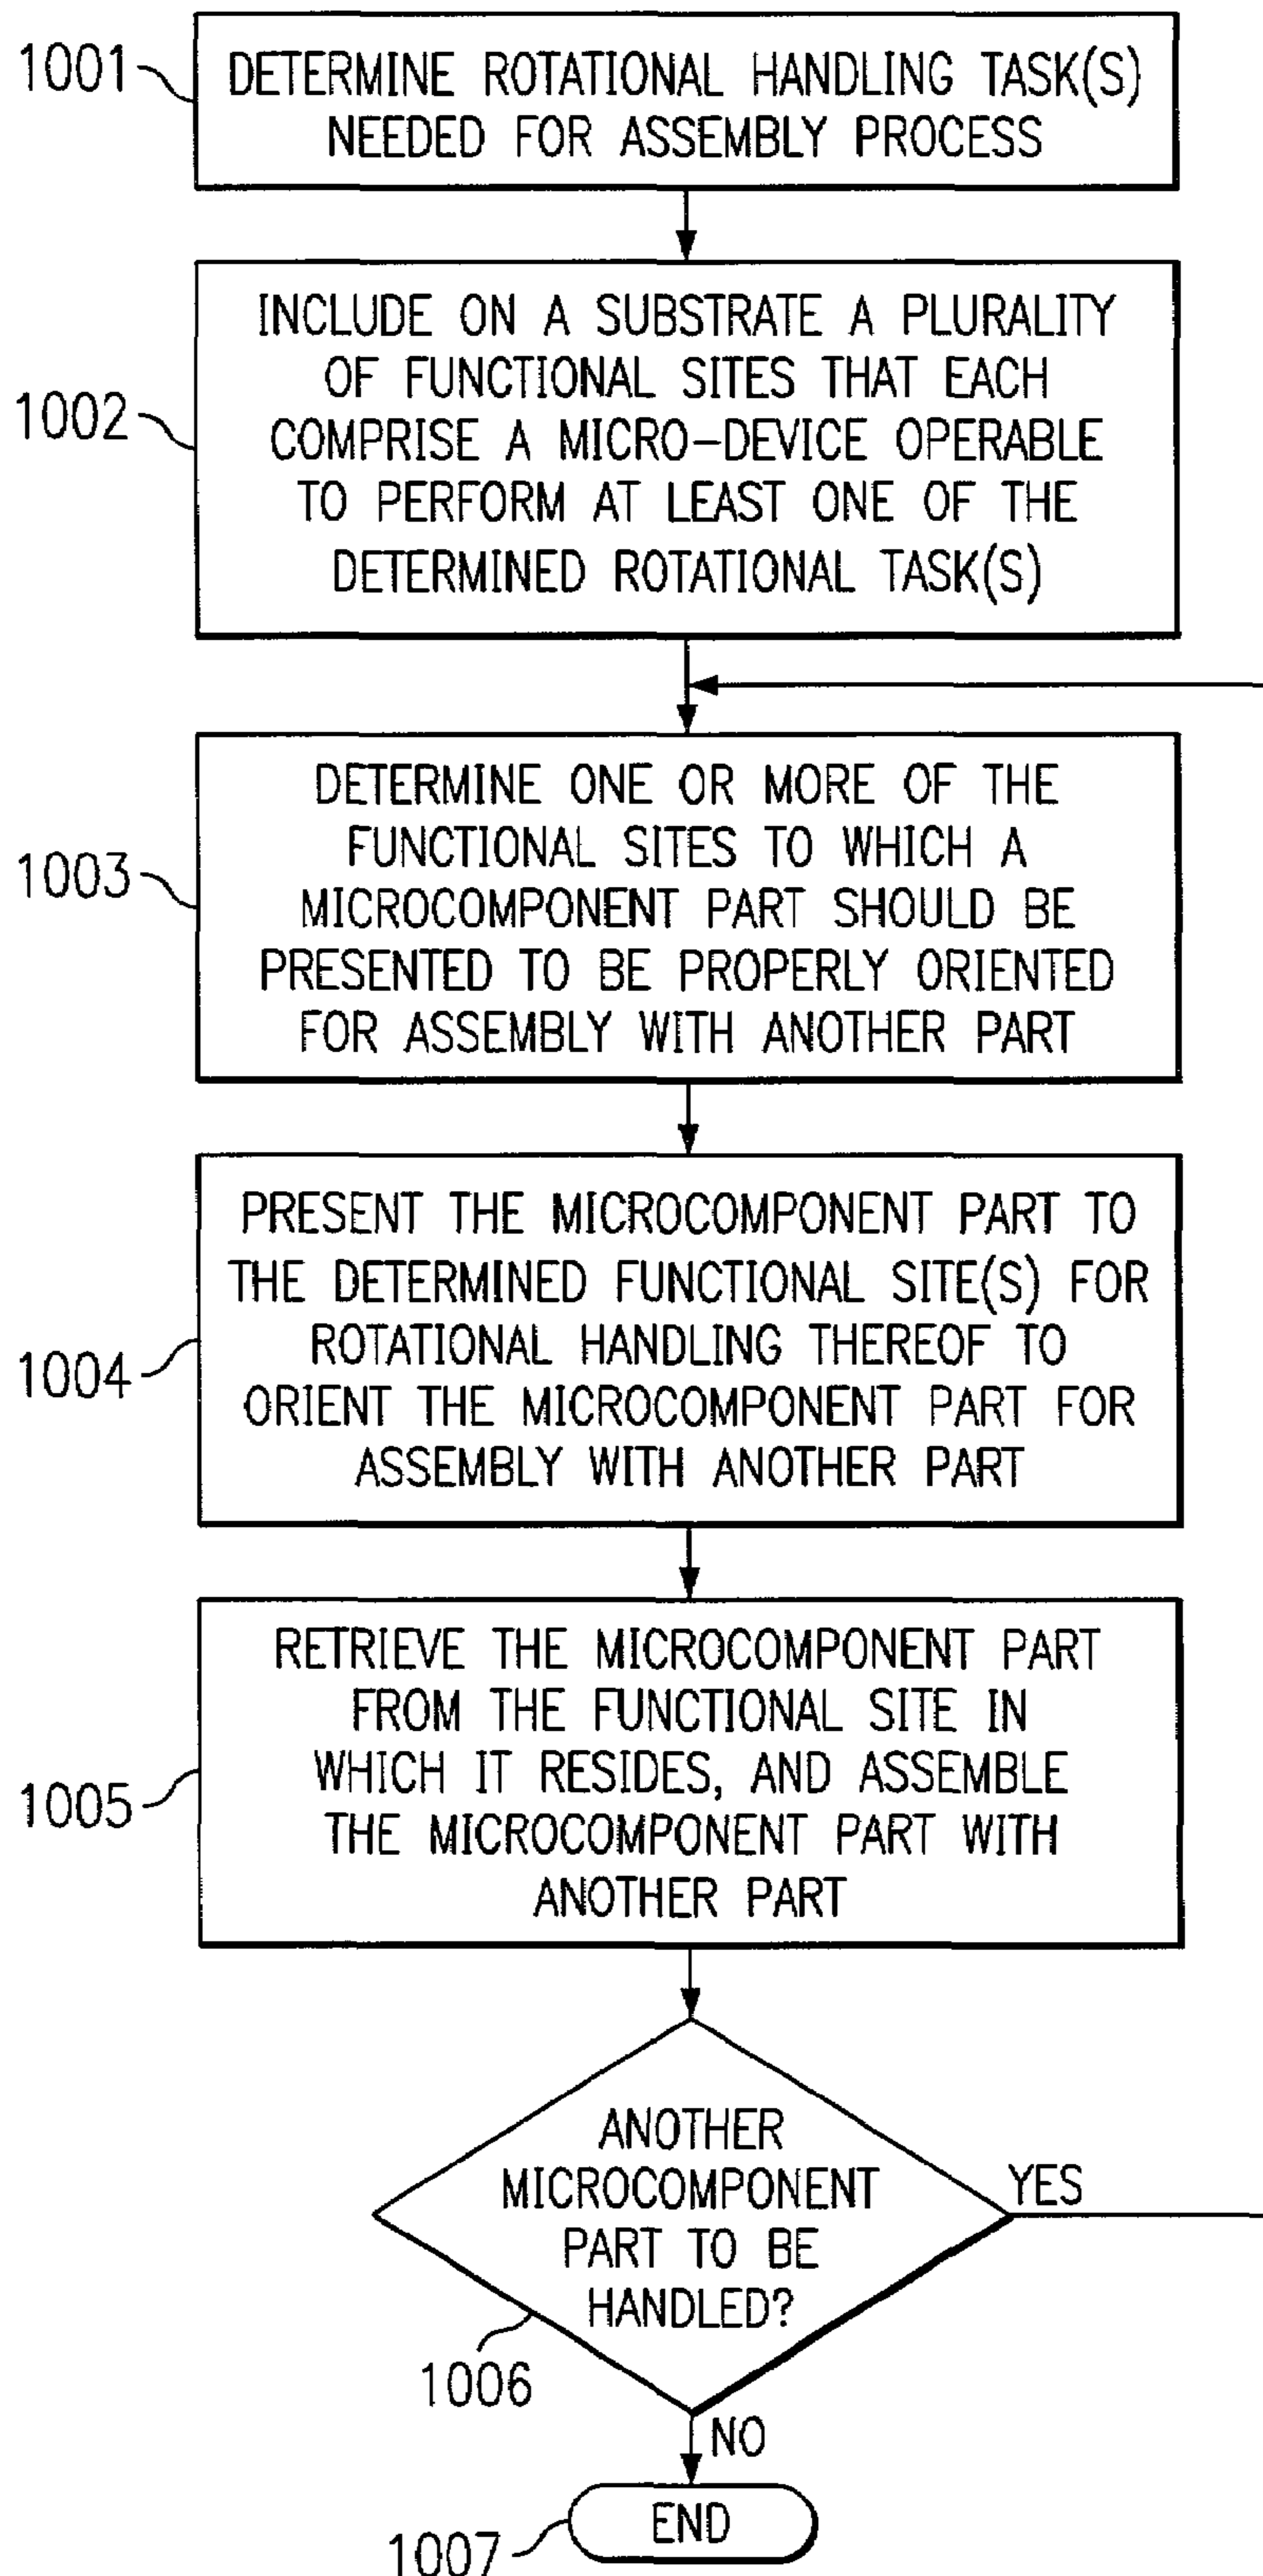 1001
DETERMINE ROTATIONAL HANDLING TASK(S)
NEEDED FOR ASSEMBLY PROCESS
1002
INCLUDE ON A SUBSTRATE A PLURALITY
OF FUNCTIONAL SITES THAT EACH
COMPRISE A MICRO-DEVICE OPERABLE
TO PERFORM AT LEAST ONE OF THE
DETERMINED ROTATIONAL TASK(S)
1003
DETERMINE ONE OR MORE OF THE
FUNCTIONAL SITES TO WHICH A
MICROCOMPONENT PART SHOULD BE
PRESENTED TO BE PROPERLY ORIENTED
FOR ASSEMBLY WITH ANOTHER PART
1004
PRESENT THE MICROCOMPONENT PART TO
THE DETERMINED FUNCTIONAL SITE(S) FOR
ROTATIONAL HANDLING THEREOF TO
ORIENT THE MICROCOMPONENT PART FOR
ASSEMBLY WITH ANOTHER PART
1005
RETRIEVE THE MICROCOMPONENT PART
FROM THE FUNCTIONAL SITE IN
WHICH IT RESIDES, AND ASSEMBLE
THE MICROCOMPONENT PART WITH
ANOTHER PART
ANOTHER
MICROCOMPONENT
PART TO BE
HANDLED?
YES
1006
NO
END
1007